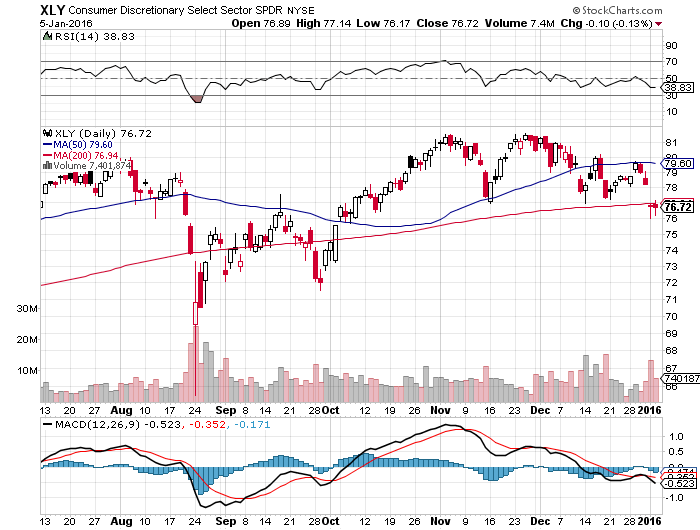 XLY Consumer Discretionary Select Sector SPDR NYSE © StockCharts.com
5-Jan-2016 Open 76.89 High 77.14 Low 76.17 Close 76.72 Volume 7.4M Chg -0.10 (-0.13%)
RSI(14) 38.83
90
70
50
38.83
30
10
XLY (Daily) 76.72
MA(50) 79.60
MA(200) 76.94
Volume 7,401,874
81
79.60
79
78
76.72
76
75
74
73
72
71
70
69
68
67
66
30M
20M
10M
740187
13 20 27 Aug 10 17 24 Sep 8 14 21 28 Oct 12 19 26 Nov 9 16 23 Dec 7 14 21 28 2016
MACD(12,26,9) -0.523, -0.352, -0.171
1.0
0.5
-0.523
-1.0
13 20 27 Aug 10 17 24 Sep 8 14 21 28 Oct 12 19 26 Nov 9 16 23 Dec 7 14 21 28 2016